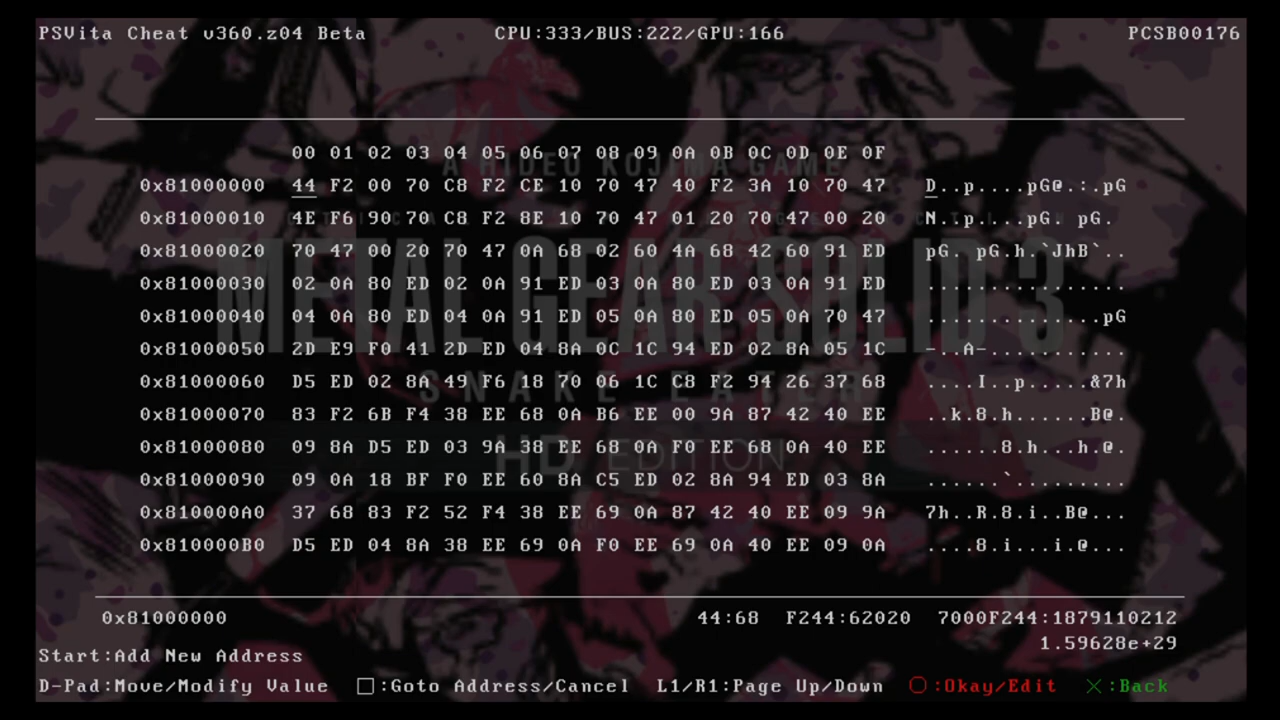 PSVita Cheat v360.z04 Beta CPU:333/BUS:222/GPU:166 PCSB00176
00 01 02 03 04 05 06 07 08 09 0A 0B 0C 0D 0E 0F
A HIDEO KOJIMA GAME
0x81000000 44 F2 00 70 C8 F2 CE 10 70 47 40 F2 3A 10 70 47 D..p....pG@.:.pG
0x81000010 4E F6 90 70 C8 F2 8E 10 70 47 01 20 70 47 00 20 N..p....pG. pG.
0x81000020 70 47 00 20 70 47 0A 68 02 60 4A 68 42 60 91 ED pG. pG.h.`JhB`..
0x81000030 02 0A 80 ED 02 0A 91 ED 03 0A 80 ED 03 0A 91 ED ................
METAL GEAR SOLID 3
0x81000040 04 0A 80 ED 04 0A 91 ED 05 0A 80 ED 05 0A 70 47 ..............pG
0x81000050 2D E9 F0 41 2D ED 04 8A 0C 1C 94 ED 02 8A 05 1C -..A-...........
0x81000060 D5 ED 02 8A 49 F6 18 70 06 1C C8 F2 94 26 37 68 ....I..p.....&7h
SNAKE EATER
0x81000070 83 F2 6B F4 38 EE 68 0A B6 EE 00 9A 87 42 40 EE ..k.8.h......B@.
0x81000080 09 8A D5 ED 03 9A 38 EE 68 0A F0 EE 68 0A 40 EE ......8.h...h.@.
HD EDITION
0x81000090 09 0A 18 BF F0 EE 60 8A C5 ED 02 8A 94 ED 03 8A ......`.........
0x810000A0 37 68 83 F2 52 F4 38 EE 69 0A 87 42 40 EE 09 9A 7h..R.8.i..B@...
0x810000B0 D5 ED 04 8A 38 EE 69 0A F0 EE 69 0A 40 EE 09 0A ....8.i...i.@...
0x81000000 44:68 F244:62020 7000F244:1879110212
1.59628e+29
Start:Add New Address
D-Pad:Move/Modify Value □:Goto Address/Cancel L1/R1:Page Up/Down ○:Okay/Edit ×:Back